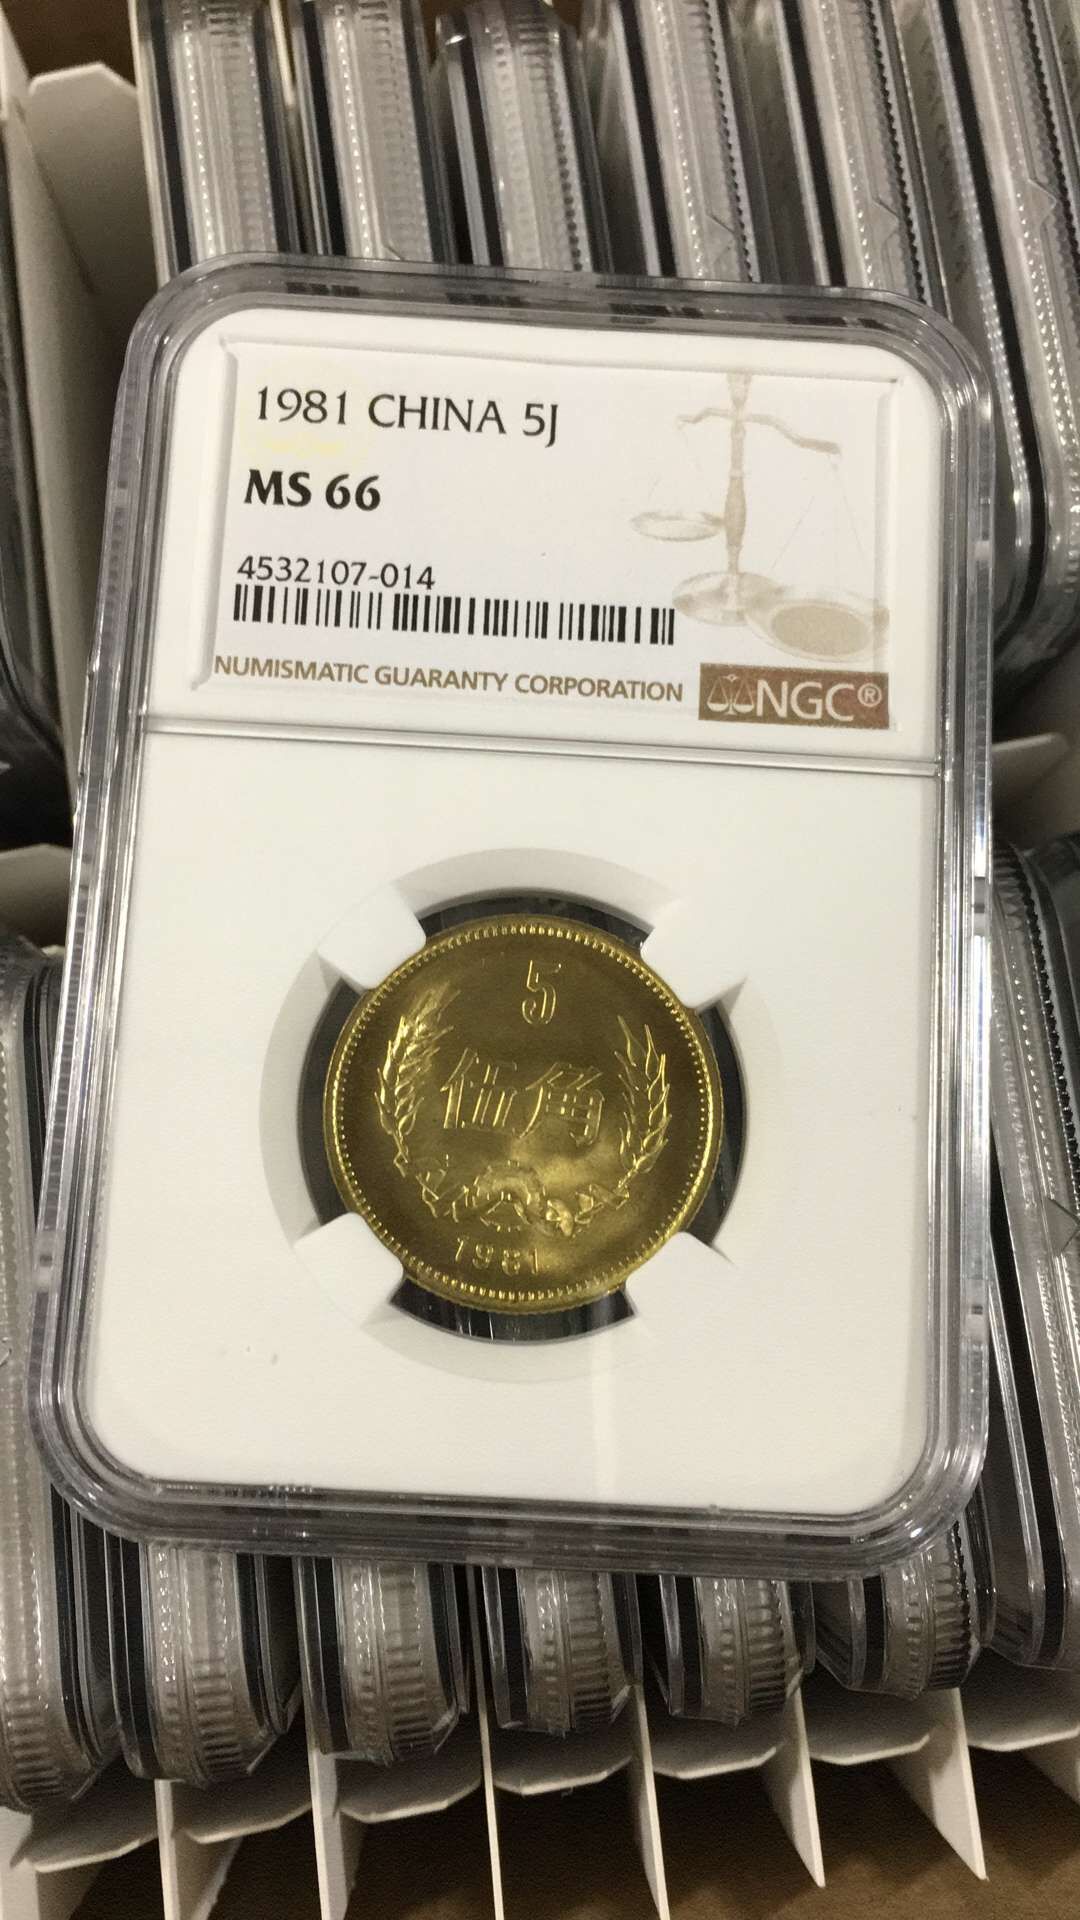 1981 CHINA 5J
MS 66
4532107-014
NUMISMATIC GUARANTY CORPORATION
NGC®
5
伍角
1981